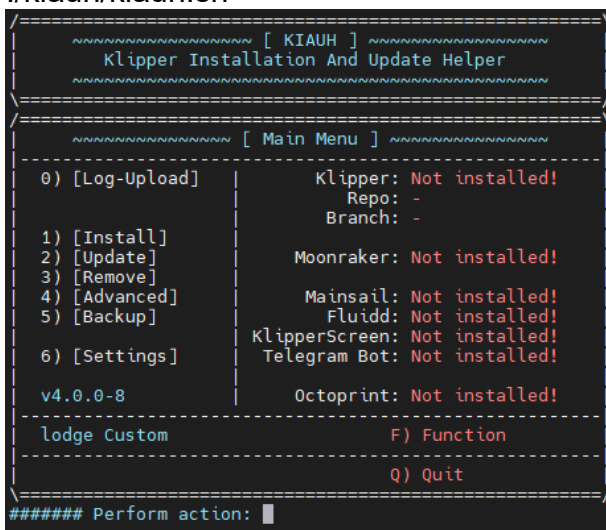 ./kiauh/kiauh.sh
/=======================================================\
|     ~~~~~~~~~~~~~~~~~ [ KIAUH ] ~~~~~~~~~~~~~~~~~     |
|        Klipper Installation And Update Helper         |
|     ~~~~~~~~~~~~~~~~~~~~~~~~~~~~~~~~~~~~~~~~~~~~~     |
\=======================================================/
/=======================================================\
|     ~~~~~~~~~~~~~~~ [ Main Menu ] ~~~~~~~~~~~~~~~     |
|-------------------------------------------------------|
|  0) [Log-Upload]   |       Klipper: Not installed!    |
|                    |          Repo: -                 |
|                    |        Branch: -                 |
|  1) [Install]      |                                  |
|  2) [Update]       |     Moonraker: Not installed!    |
|  3) [Remove]       |                                  |
|  4) [Advanced]     |      Mainsail: Not installed!    |
|  5) [Backup]       |        Fluidd: Not installed!    |
|                    | KlipperScreen: Not installed!    |
|  6) [Settings]     |  Telegram Bot: Not installed!    |
|                    |                                  |
|  v4.0.0-8          |     Octoprint: Not installed!    |
|-------------------------------------------------------|
|  lodge Custom                     F) Function         |
|-------------------------------------------------------|
|                                   Q) Quit             |
\=======================================================/
####### Perform action: